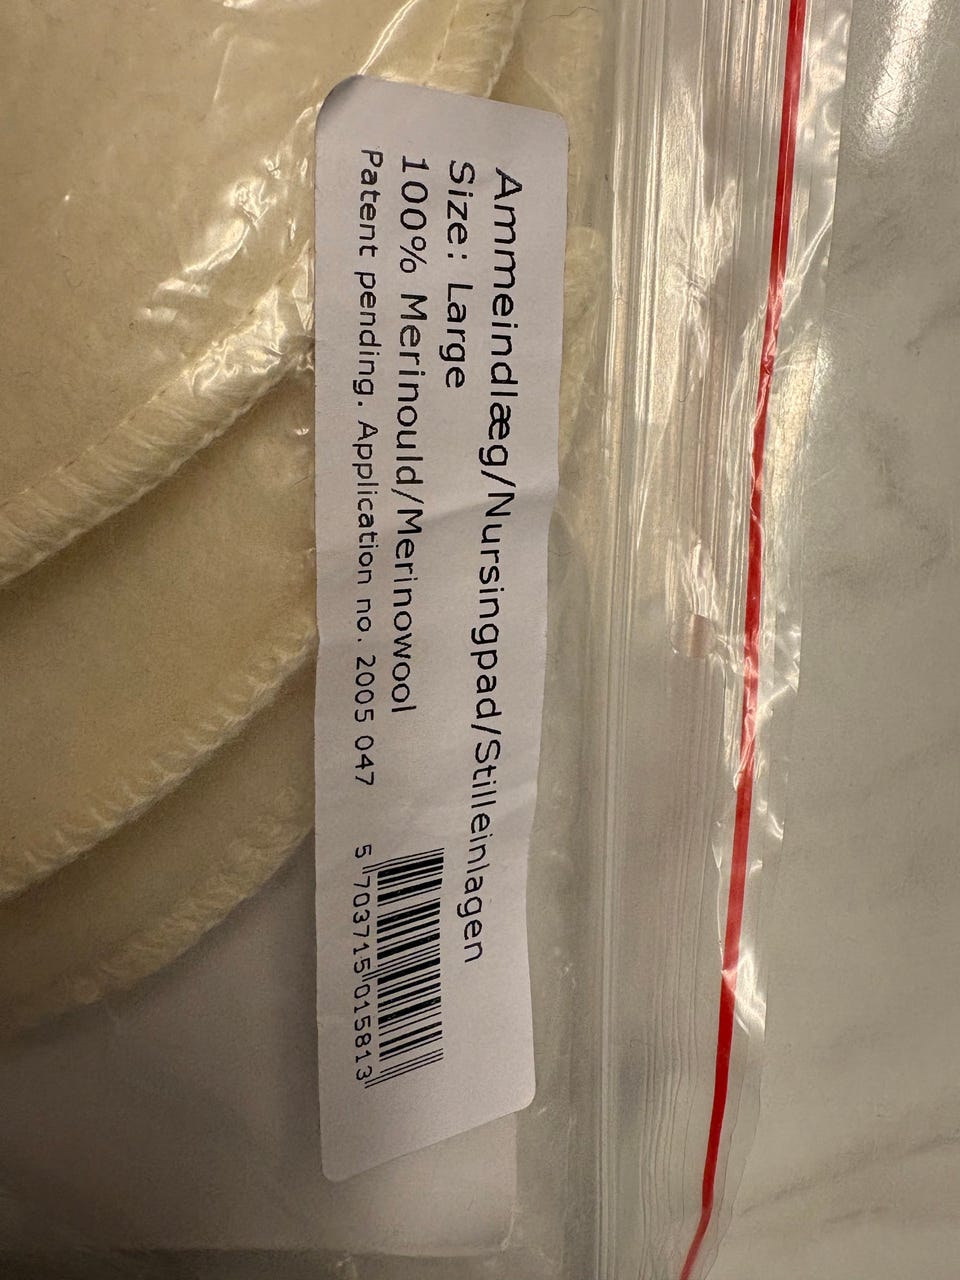 Ammeindlæg/Nursingpad/Stilleinlagen
Size: Large
100% Merinould/Merinowool
Patent pending. Application no. 2005 047
5 703715 015813